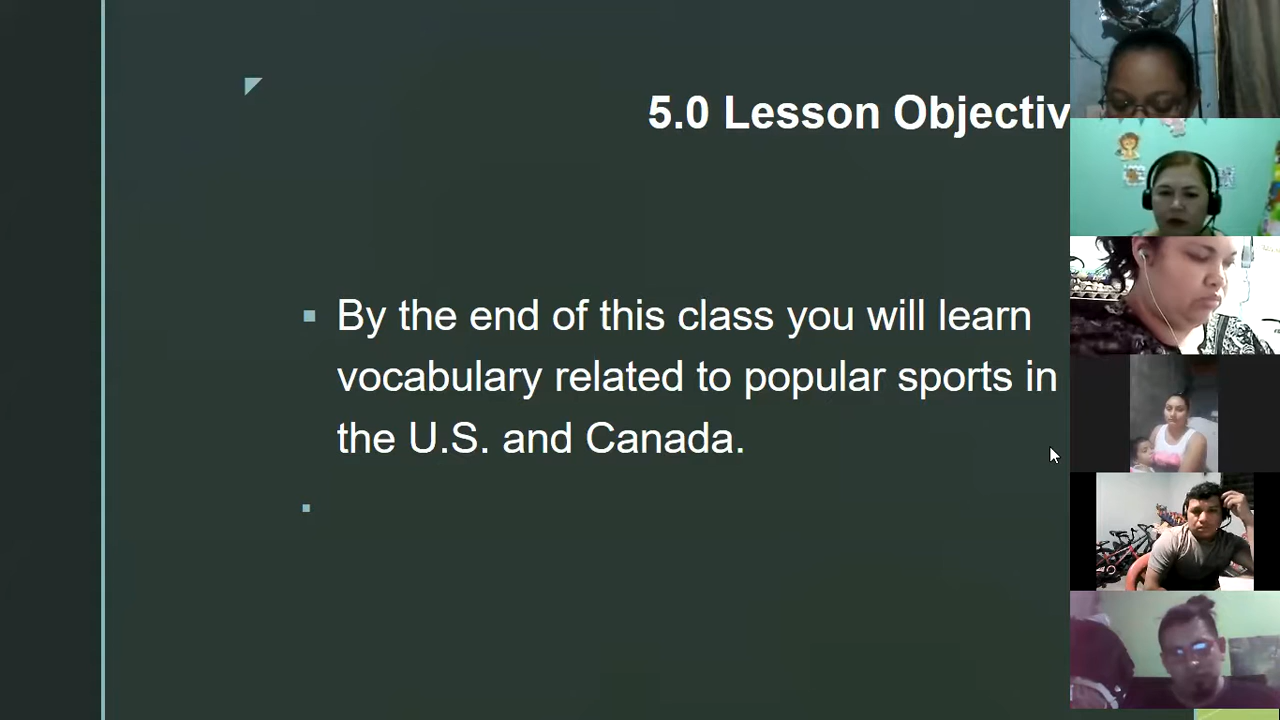 5.0 Lesson Objectiv
By the end of this class you will learn
vocabulary related to popular sports in
the U.S. and Canada.